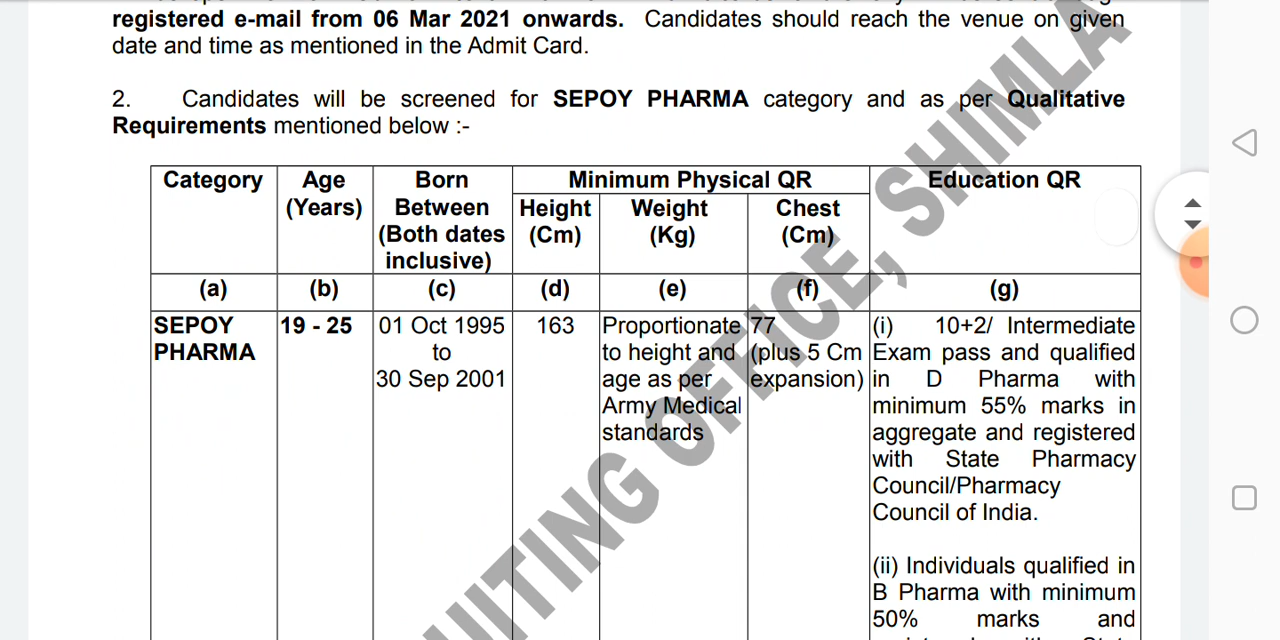 registered e-mail from 06 Mar 2021 onwards. Candidates should reach the venue on given
date and time as mentioned in the Admit Card.
2. Candidates will be screened for SEPOY PHARMA category and as per Qualitative
Requirements mentioned below :-
Category
Age
(Years)
Born
Between
(Both dates
inclusive)
Minimum Physical QR
Height
(Cm)
Weight
(Kg)
Chest
(Cm)
Education QR
(a)
(b)
(c)
(d)
(e)
(f)
(g)
SEPOY
PHARMA
19 - 25
01 Oct 1995
to
30 Sep 2001
163
Proportionate
to height and
age as per
Army Medical
standards
77
(plus 5 Cm
expansion)
(i) 10+2/ Intermediate
Exam pass and qualified
in D Pharma with
minimum 55% marks in
aggregate and registered
with State Pharmacy
Council/Pharmacy
Council of India.
(ii) Individuals qualified in
B Pharma with minimum
50% marks and
UITING OFFICE, SHIMLA